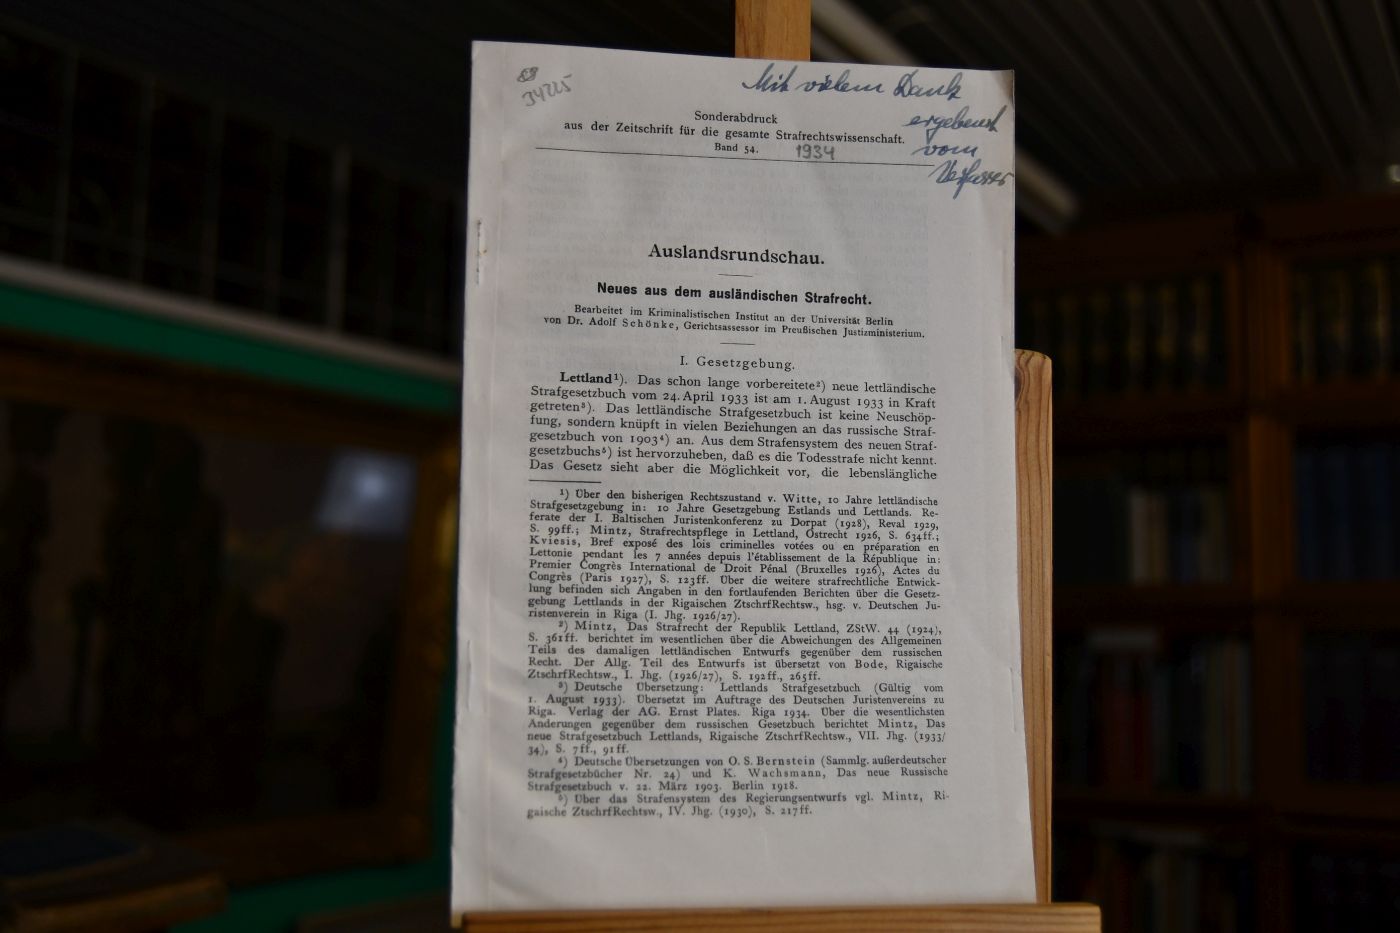 Mit vielem Dank
ergebenst
vom
Verfasser
34225
Sonderabdruck
aus der Zeitschrift für die gesamte Strafrechtswissenschaft.
Band 54. 1934
Auslandsrundschau.
Neues aus dem ausländischen Strafrecht.
Bearbeitet im Kriminalistischen Institut an der Universität Berlin
von Dr. Adolf Schönke, Gerichtsassessor im Preußischen Justizministerium.
I. Gesetzgebung.
Lettland¹). Das schon lange vorbereitete²) neue lettländische
Strafgesetzbuch vom 24. April 1933 ist am 1. August 1933 in Kraft
getreten³). Das lettländische Strafgesetzbuch ist keine Neuschöp-
fung, sondern knüpft in vielen Beziehungen an das russische Straf-
gesetzbuch von 1903⁴) an. Aus dem Strafensystem des neuen Straf-
gesetzbuchs⁵) ist hervorzuheben, daß es die Todesstrafe nicht kennt.
Das Gesetz sieht aber die Möglichkeit vor, die lebenslängliche
¹) Über den bisherigen Rechtszustand v. Witte, 10 Jahre lettländische
Strafgesetzgebung in: 10 Jahre Gesetzgebung Estlands und Lettlands. Re-
ferate der I. Baltischen Juristenkonferenz zu Dorpat (1928), Reval 1929,
S. 99ff.; Mintz, Strafrechtspflege in Lettland, Ostrecht 1926, S. 634ff.;
Kviesis, Bref exposé des lois criminelles votées ou en préparation en
Lettonie pendant les 7 années depuis l'établissement de la République in:
Premier Congrès International de Droit Pénal (Bruxelles 1926), Actes du
Congrès (Paris 1927), S. 123ff. Über die weitere strafrechtliche Entwick-
lung befinden sich Angaben in den fortlaufenden Berichten über die Gesetz-
gebung Lettlands in der Rigaischen ZtschrfRechtsw., hsg. v. Deutschen Ju-
ristenverein in Riga (I. Jhg. 1926/27).
²) Mintz, Das Strafrecht der Republik Lettland, ZStW. 44 (1924),
S. 361ff. berichtet im wesentlichen über die Abweichungen des Allgemeinen
Teils des damaligen lettländischen Entwurfs gegenüber dem russischen
Recht. Der Allg. Teil des Entwurfs ist übersetzt von Bode, Rigaische
ZtschrfRechtsw., I. Jhg. (1926/27), S. 192ff., 265ff.
³) Deutsche Übersetzung: Lettlands Strafgesetzbuch (Gültig vom
1. August 1933). Übersetzt im Auftrage des Deutschen Juristenvereins zu
Riga. Verlag der AG. Ernst Plates. Riga 1934. Über die wesentlichsten
Änderungen gegenüber dem russischen Gesetzbuch berichtet Mintz, Das
neue Strafgesetzbuch Lettlands, Rigaische ZtschrfRechtsw., VII. Jhg. (1933/
34), S. 7ff., 91ff.
⁴) Deutsche Übersetzungen von O. S. Bernstein (Sammlg. außerdeutscher
Strafgesetzbücher Nr. 24) und K. Wachsmann, Das neue Russische
Strafgesetzbuch v. 22. März 1903. Berlin 1918.
⁵) Über das Strafensystem des Regierungsentwurfs vgl. Mintz, Ri-
gaische ZtschrfRechtsw., IV. Jhg. (1930), S. 217ff.